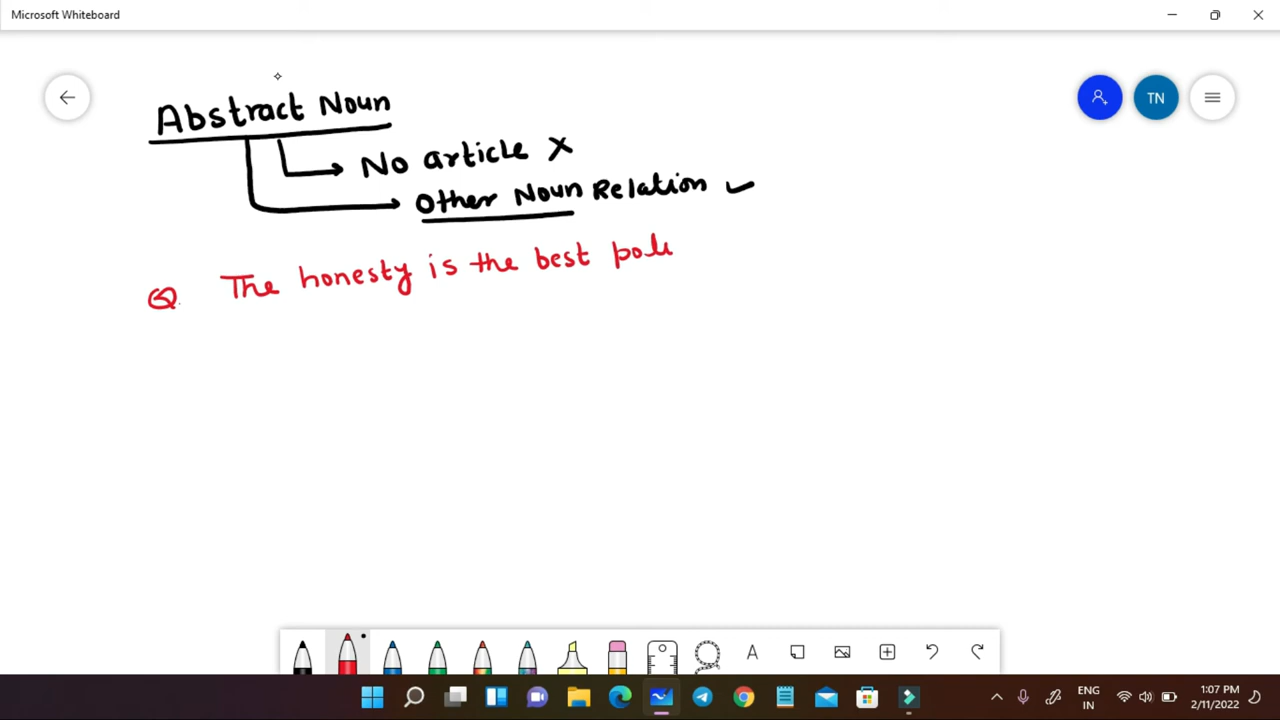 Microsoft Whiteboard
TN
Abstract Noun
No article X
Other Noun Relation ✓
Q. The honesty is the best poli
A
ENG
IN
1:07 PM
2/11/2022